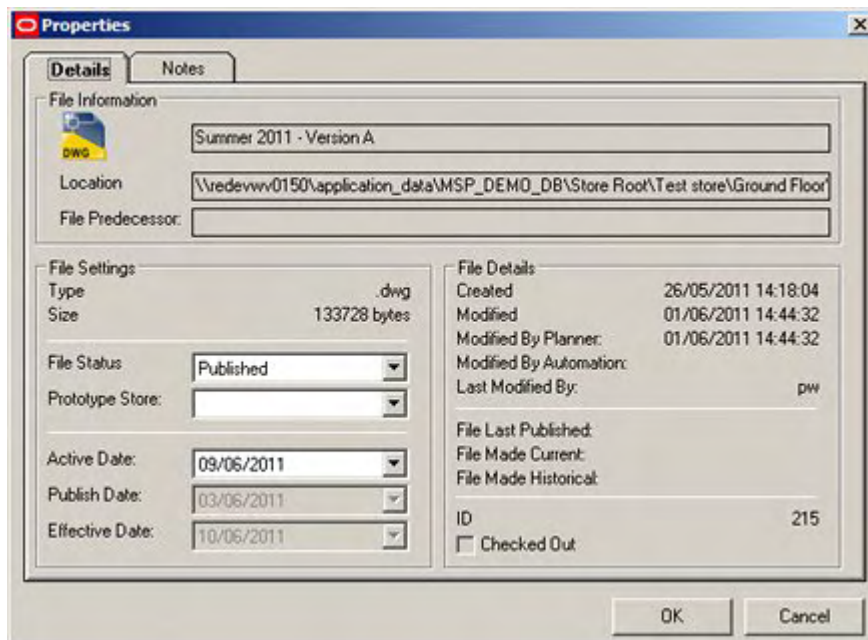 Properties
Details Notes
File Information
DWG
Summer 2011 - Version A
Location \\redevwv0150\application_data\MSP_DEMO_DB\Store Root\Test store\Ground Floor\
File Predecessor:
File Settings
Type .dwg
Size 133728 bytes
File Status Published
Prototype Store:
Active Date: 09/06/2011
Publish Date: 03/06/2011
Effective Date: 10/06/2011
File Details
Created 26/05/2011 14:18:04
Modified 01/06/2011 14:44:32
Modified By Planner: 01/06/2011 14:44:32
Modified By Automation:
Last Modified By: pw
File Last Published:
File Made Current:
File Made Historical:
ID 215
Checked Out
OK Cancel